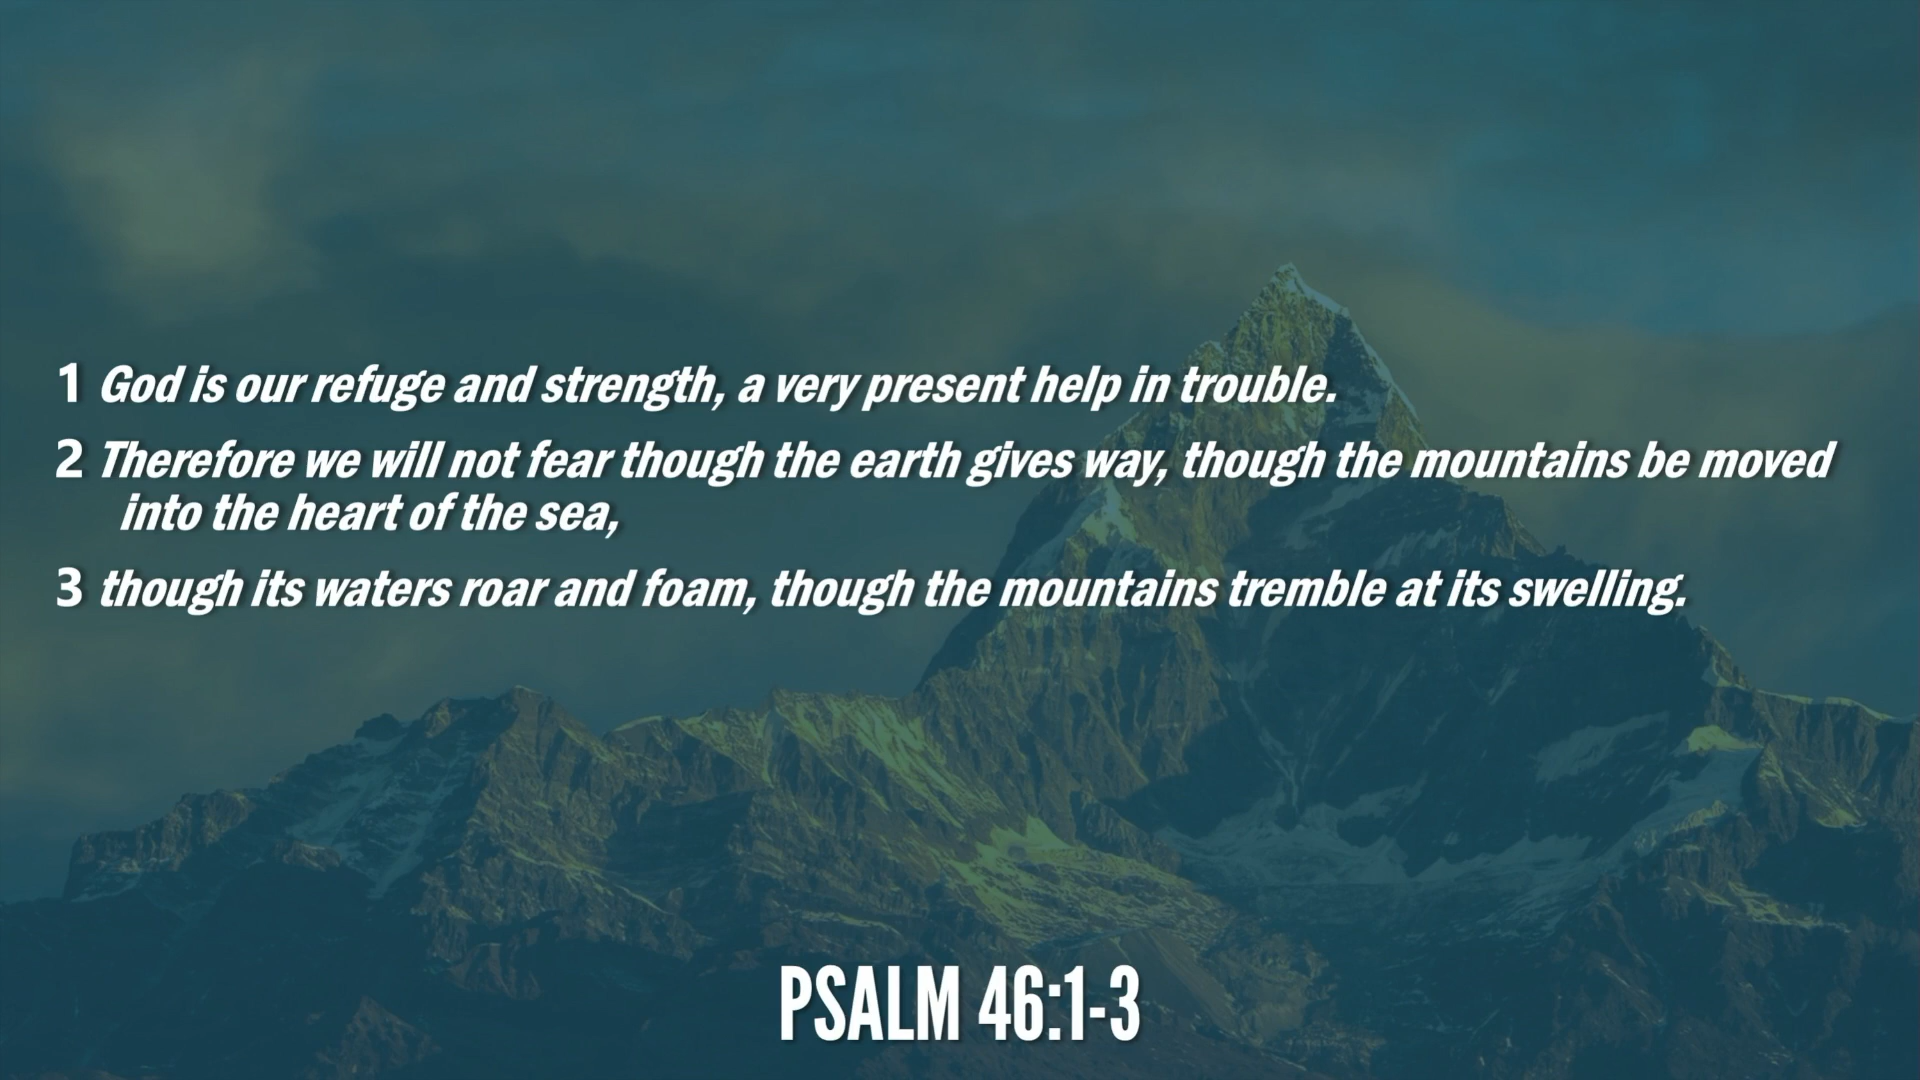 1 God is our refuge and strength, a very present help in trouble.
2 Therefore we will not fear though the earth gives way, though the mountains be moved
into the heart of the sea,
3 though its waters roar and foam, though the mountains tremble at its swelling.
PSALM 46:1-3